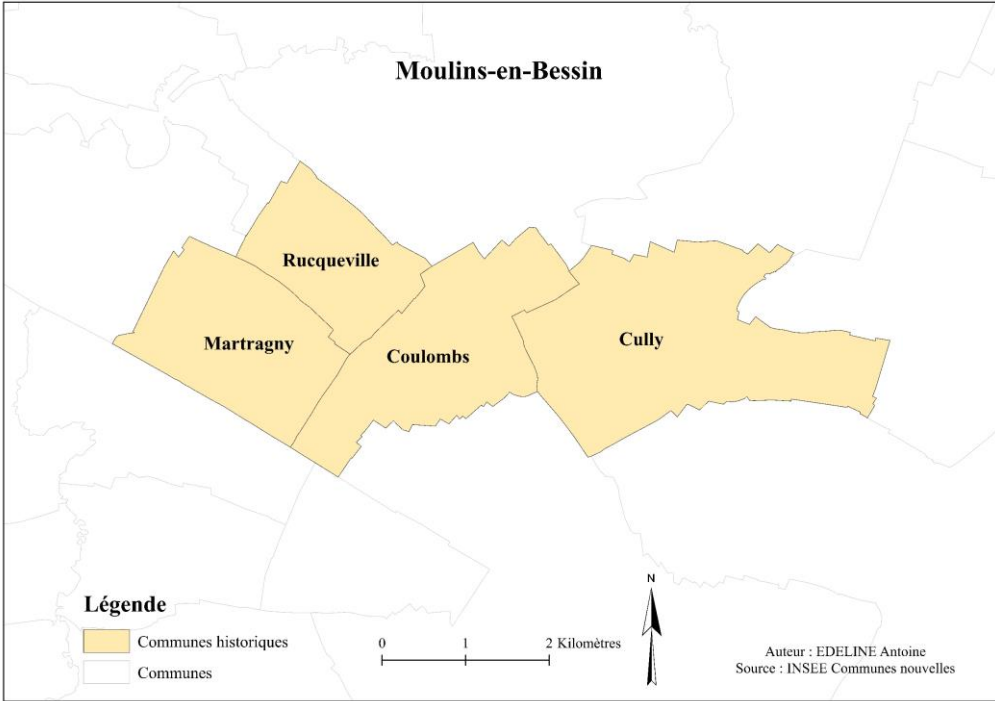 Moulins-en-Bessin
Rucqueville
Martragny
Coulombs
Cully
Légende
Communes historiques
Communes
0 1 2 Kilomètres
N
Auteur : EDELINE Antoine
Source : INSEE Communes nouvelles